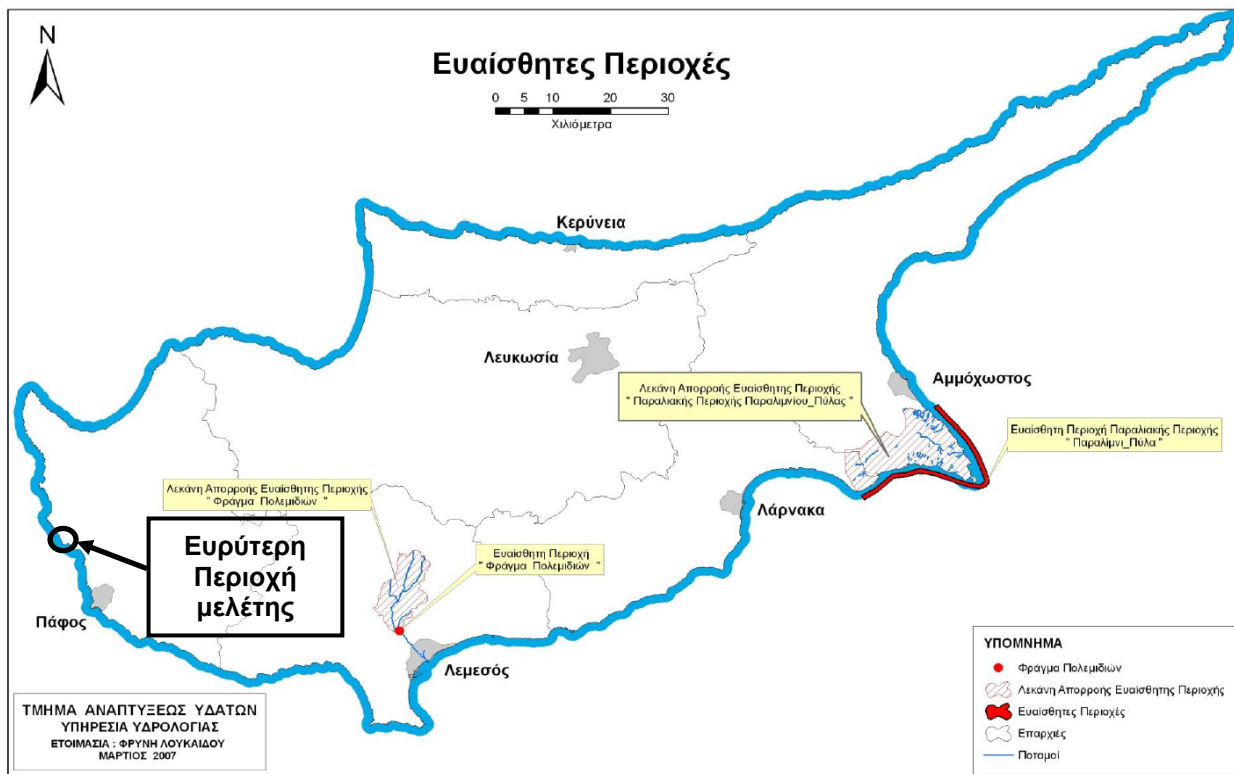 N
Ευαίσθητες Περιοχές
0 5 10 20 30
Χιλιόμετρα
Κερύνεια
Λευκωσία
Αμμόχωστος
Λεκάνη Απορροής Ευαίσθητης Περιοχής
" Παραλιακής Περιοχής Παραλιμνίου_Πύλας "
Ευαίσθητη Περιοχή Παραλιακής Περιοχής
" Παραλίμνι_Πύλα "
Λάρνακα
Λεκάνη Απορροής Ευαίσθητης Περιοχής
" Φράγμα Πολεμιδιών "
Ευαίσθητη Περιοχή
" Φράγμα Πολεμιδιών "
Ευρύτερη
Περιοχή
μελέτης
Πάφος
Λεμεσός
ΤΜΗΜΑ ΑΝΑΠΤΥΞΕΩΣ ΥΔΑΤΩΝ
ΥΠΗΡΕΣΙΑ ΥΔΡΟΛΟΓΙΑΣ
ΕΤΟΙΜΑΣΙΑ : ΦΡΥΝΗ ΛΟΥΚΑΙΔΟΥ
ΜΑΡΤΙΟΣ 2007
ΥΠΟΜΝΗΜΑ
Φράγμα Πολεμιδιών
Λεκάνη Απορροής Ευαίσθητης Περιοχής
Ευαίσθητες Περιοχές
Επαρχίες
Ποταμοί